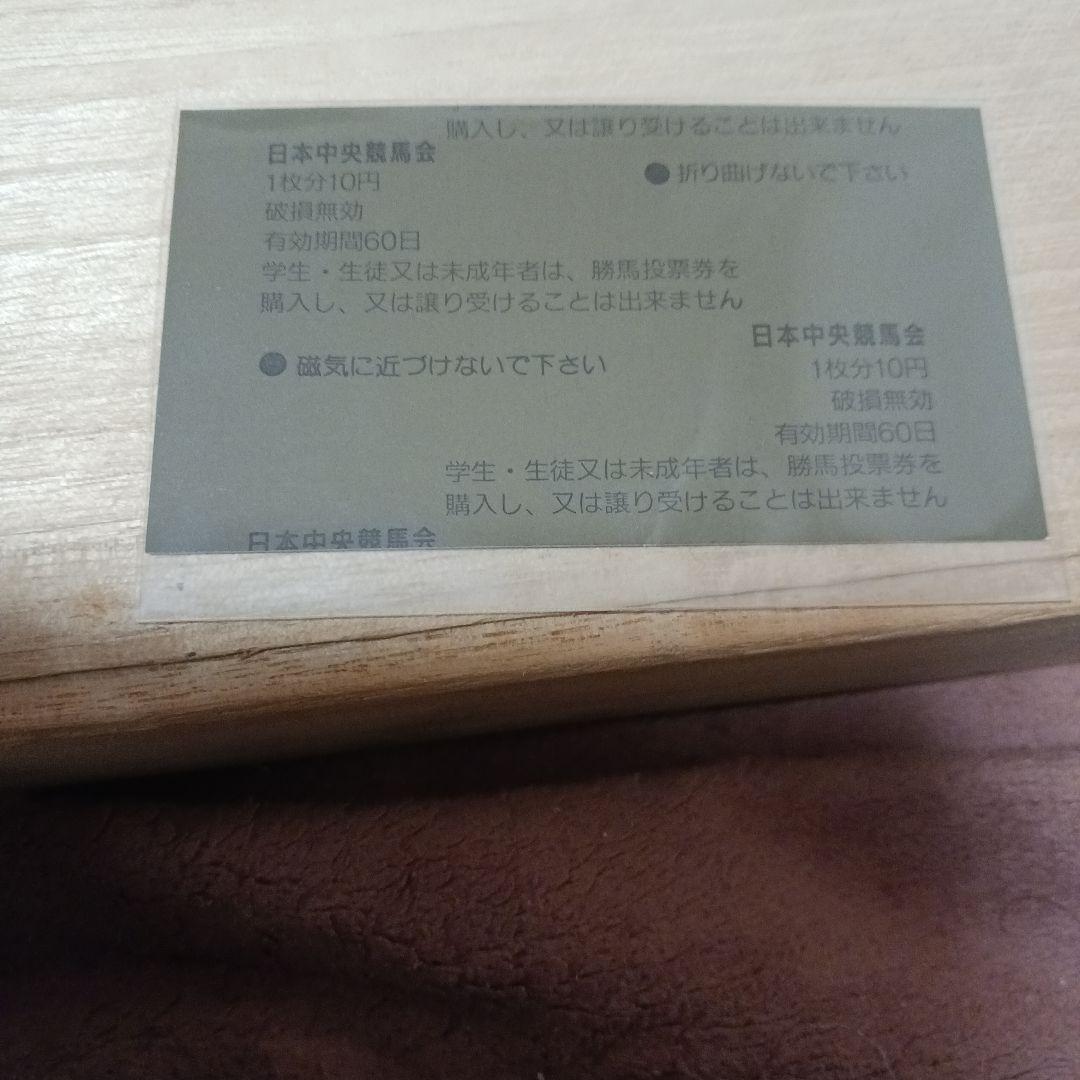 購入し、又は譲り受けることは出来ません
日本中央競馬会
1枚分10円
破損無効
有効期間60日
学生・生徒又は未成年者は、勝馬投票券を
購入し、又は譲り受けることは出来ません
● 折り曲げないで下さい
● 磁気に近づけないで下さい
日本中央競馬会
1枚分10円
破損無効
有効期間60日
学生・生徒又は未成年者は、勝馬投票券を
購入し、又は譲り受けることは出来ません
日本中央競馬会